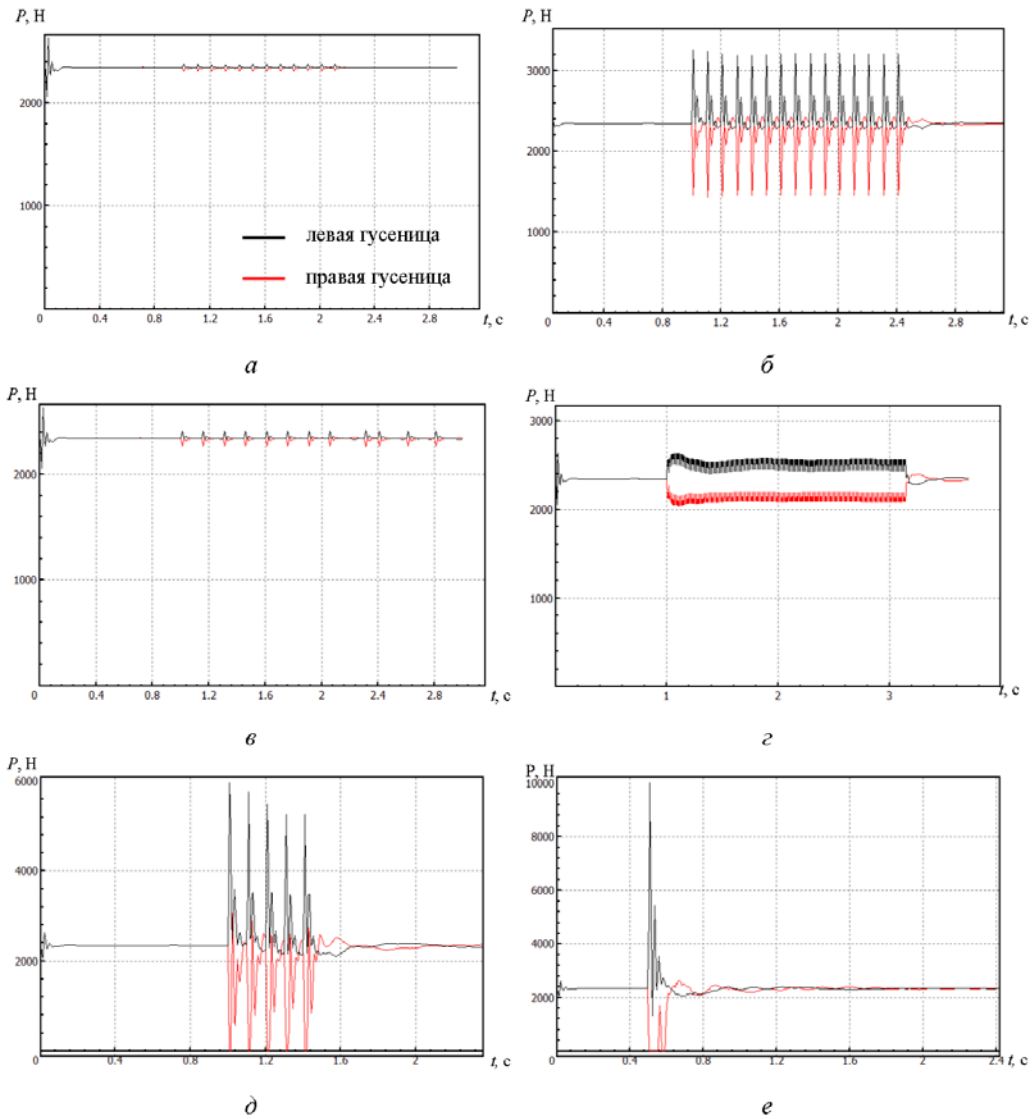 P, Н
2000
1000
левая гусеница
правая гусеница
0 0.4 0.8 1.2 1.6 2 2.4 2.8 t, с
а
P, Н
3000
2000
1000
0 0.4 0.8 1.2 1.6 2 2.4 2.8 t, с
б
P, Н
2000
1000
0 0.4 0.8 1.2 1.6 2 2.4 2.8 t, с
в
P, Н
3000
2000
1000
1 2 3 t, с
г
P, Н
6000
4000
2000
0
0 0.4 0.8 1.2 1.6 2 t, с
д
P, Н
10000
8000
6000
4000
2000
0
0.4 0.8 1.2 1.6 2 2.4 t, с
е